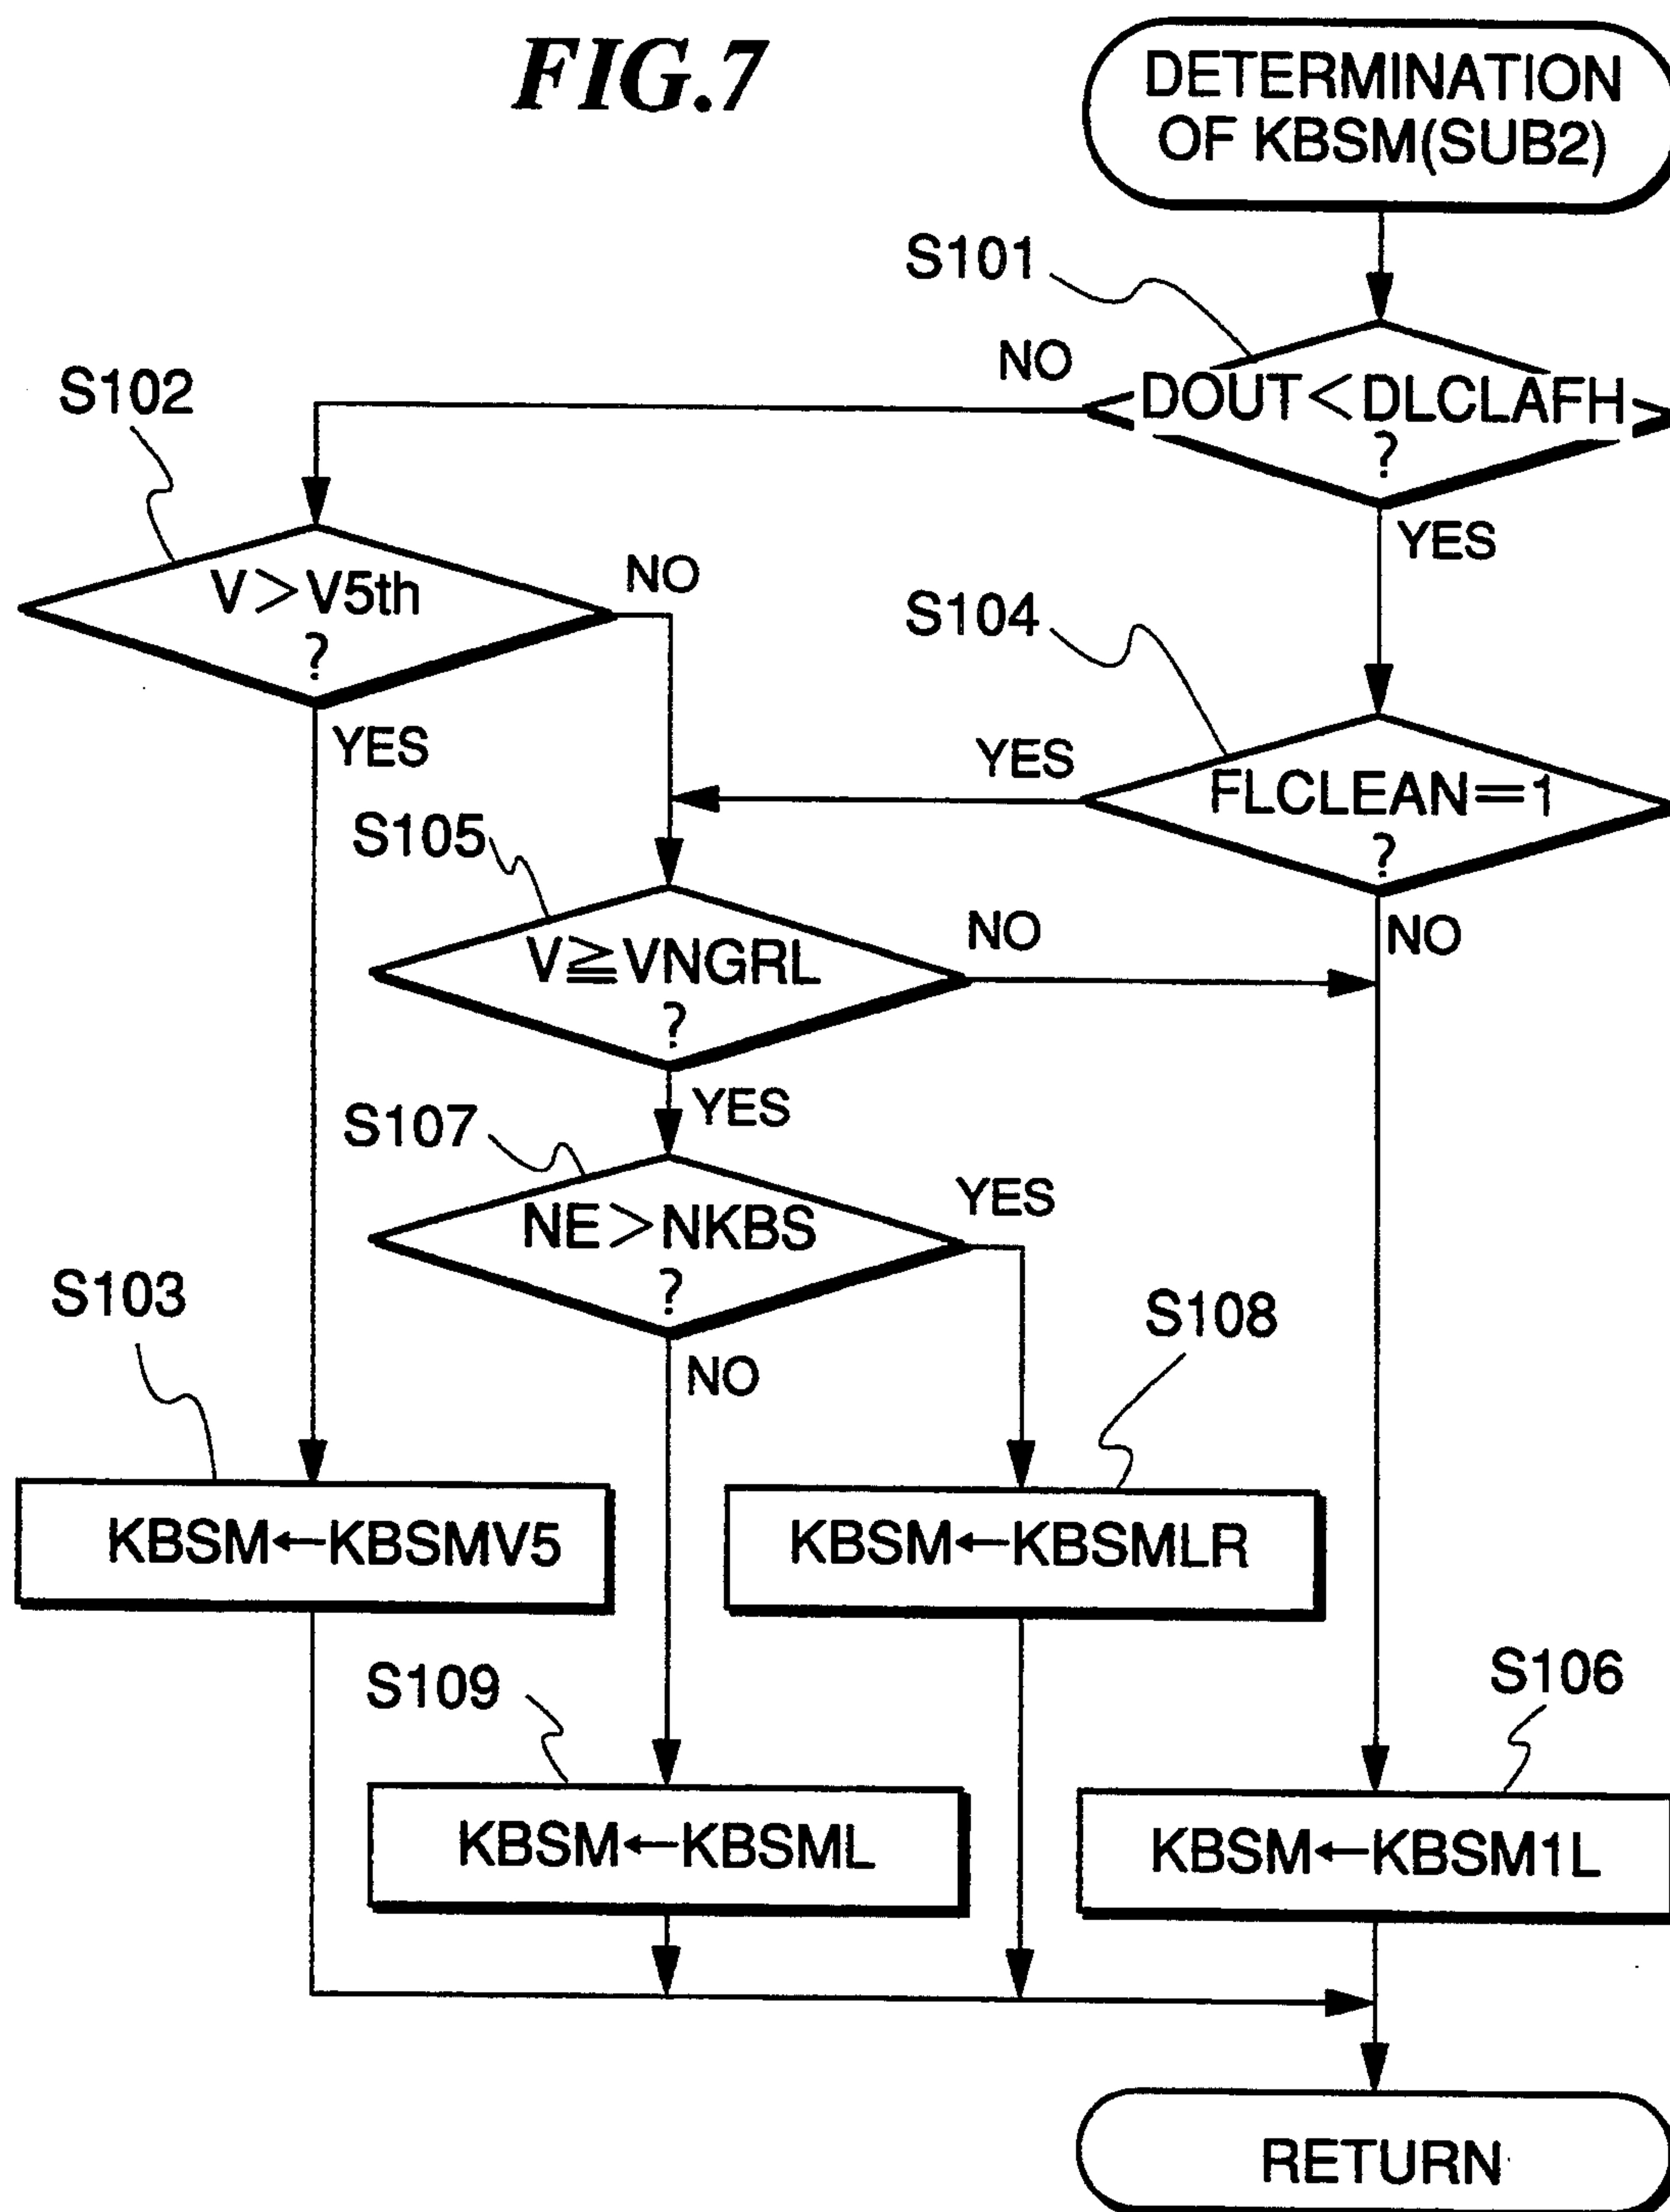 FIG.7
DETERMINATION
OF KBSM(SUB2)
S101
NO
DOUT<DLCLAFH
?
YES
S102
V>V5th
?
NO
YES
S104
YES
FLCLEAN=1
?
NO
S105
V≧VNGRL
?
NO
YES
S107
NE>NKBS
?
YES
NO
S103
KBSM←KBSMV5
S108
KBSM←KBSMLR
S109
KBSM←KBSML
S106
KBSM←KBSM1L
RETURN